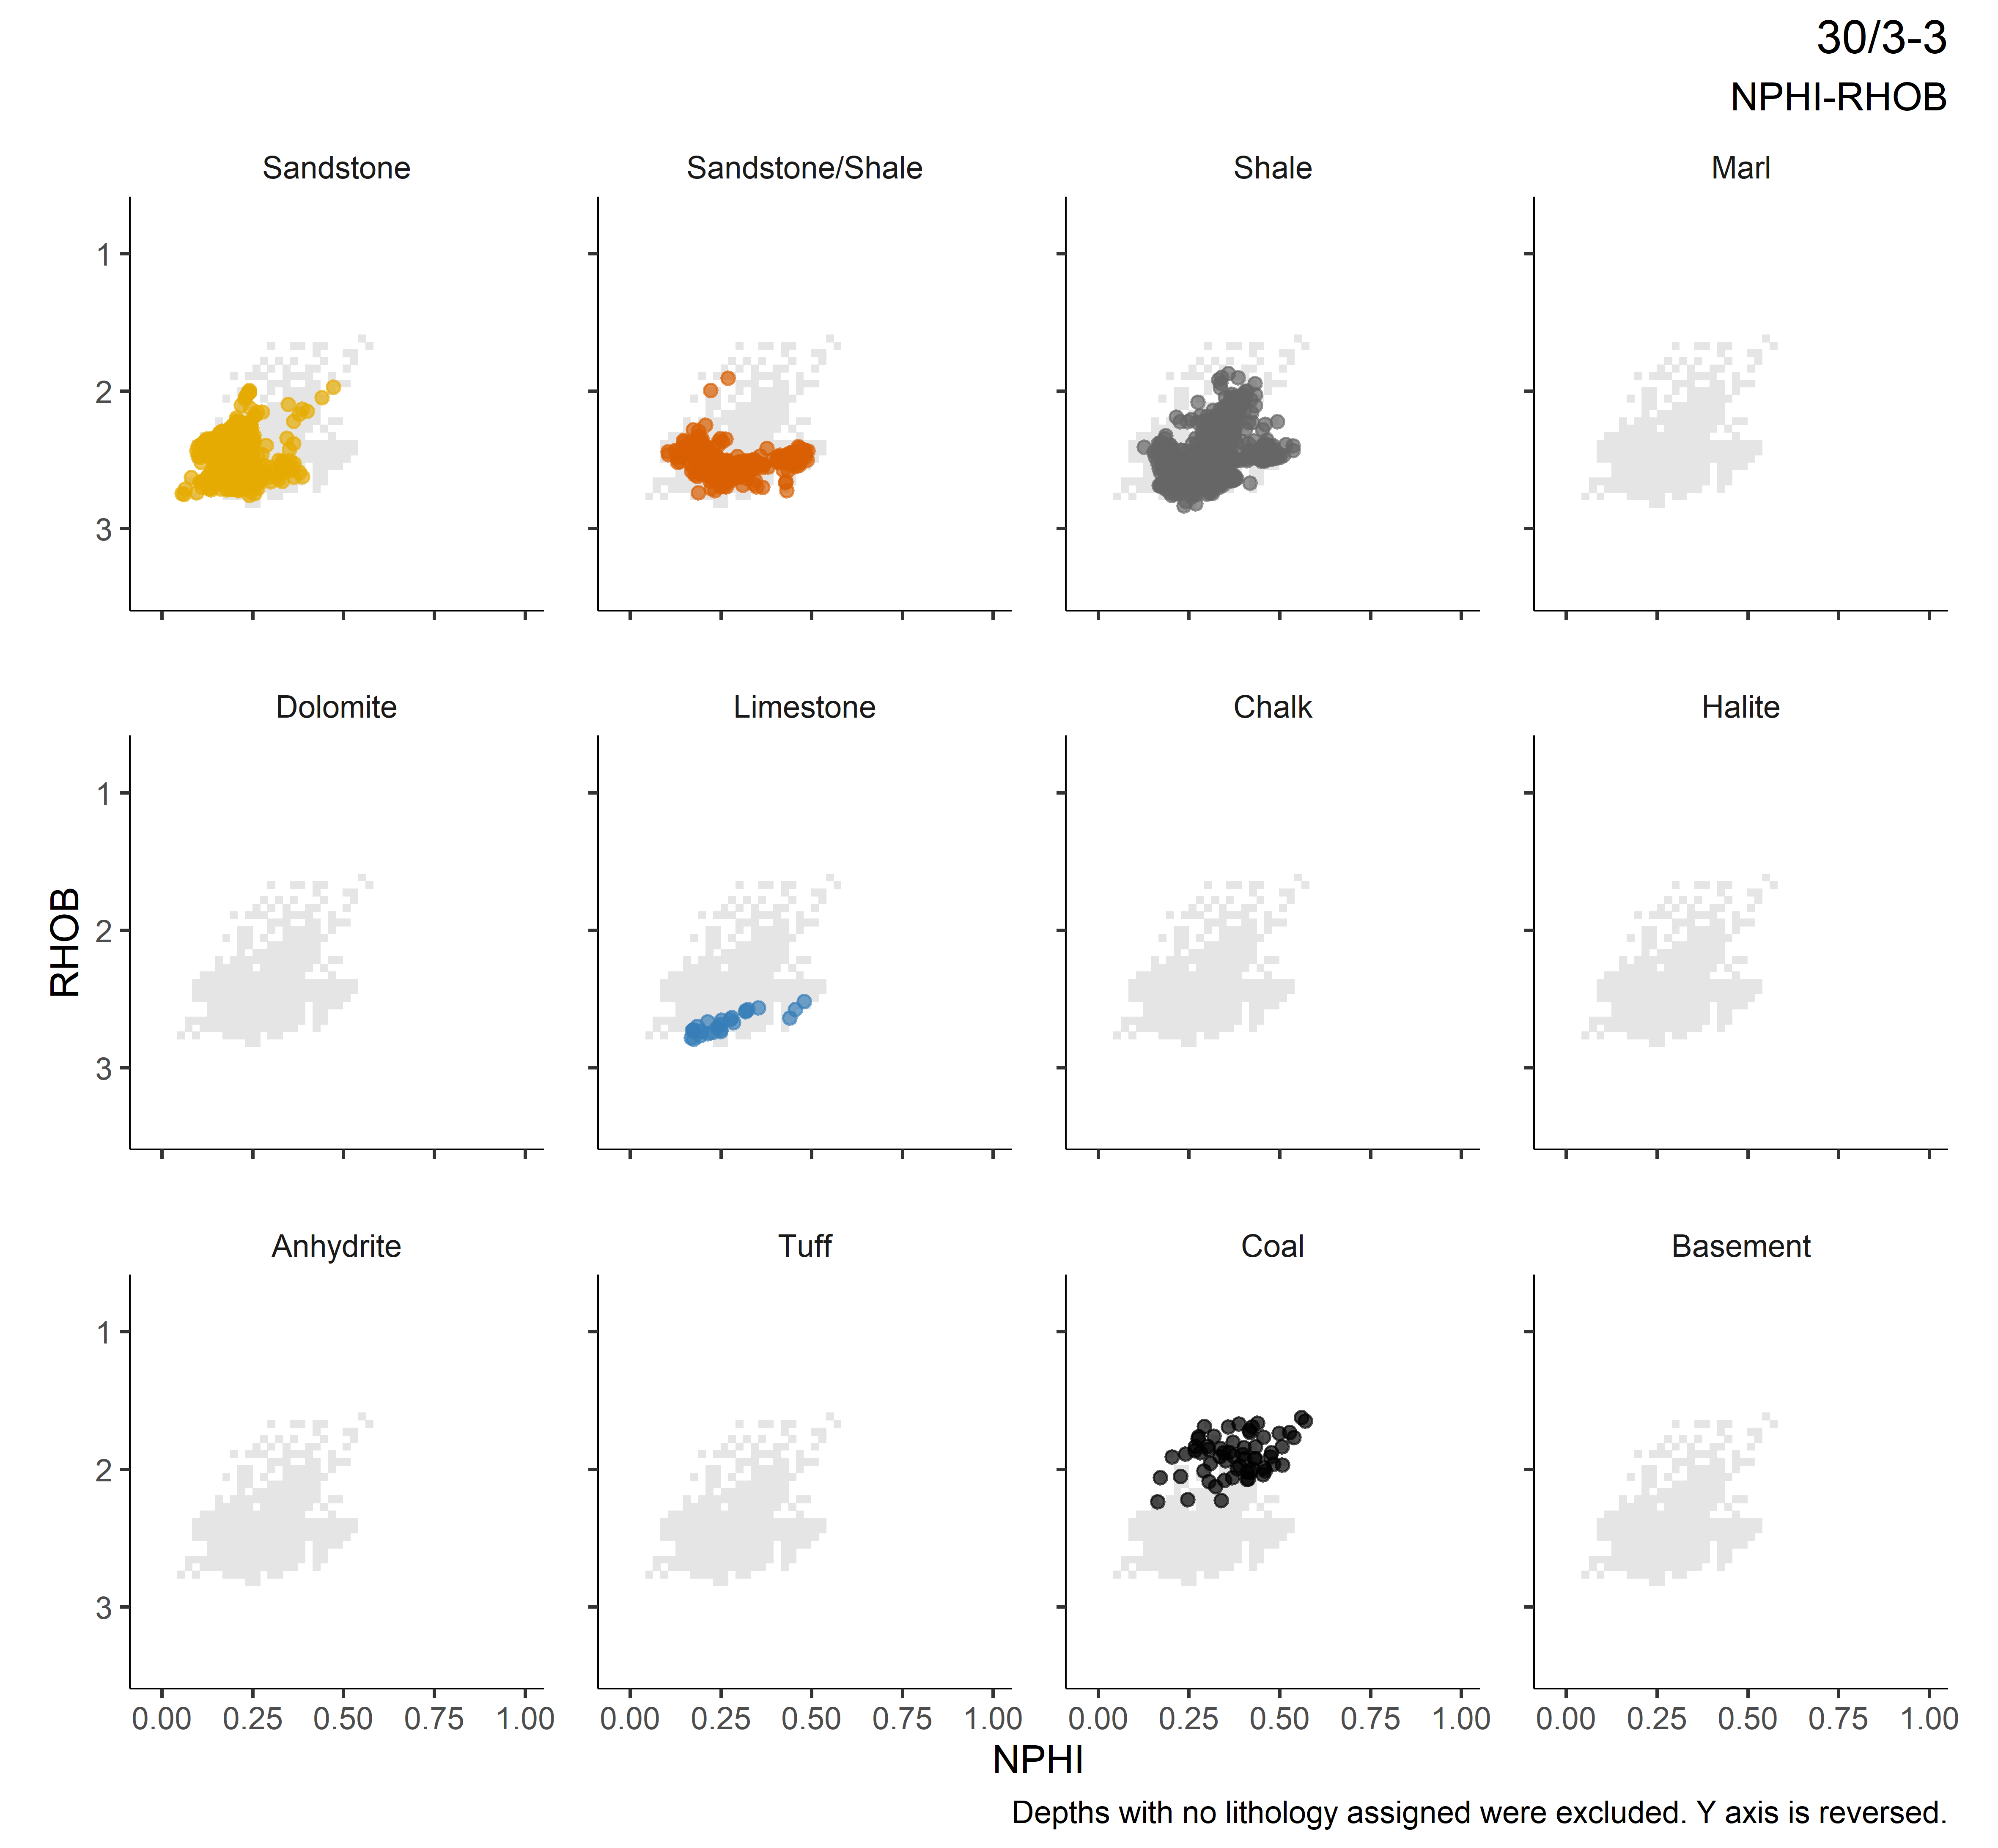 30/3-3
NPHI-RHOB
Sandstone Sandstone/Shale Shale Marl
1
2
3
Dolomite Limestone Chalk Halite
RHOB
1
2
3
Anhydrite Tuff Coal Basement
1
2
3
0.00 0.25 0.50 0.75 1.00 0.00 0.25 0.50 0.75 1.00 0.00 0.25 0.50 0.75 1.00 0.00 0.25 0.50 0.75 1.00
NPHI
Depths with no lithology assigned were excluded. Y axis is reversed.